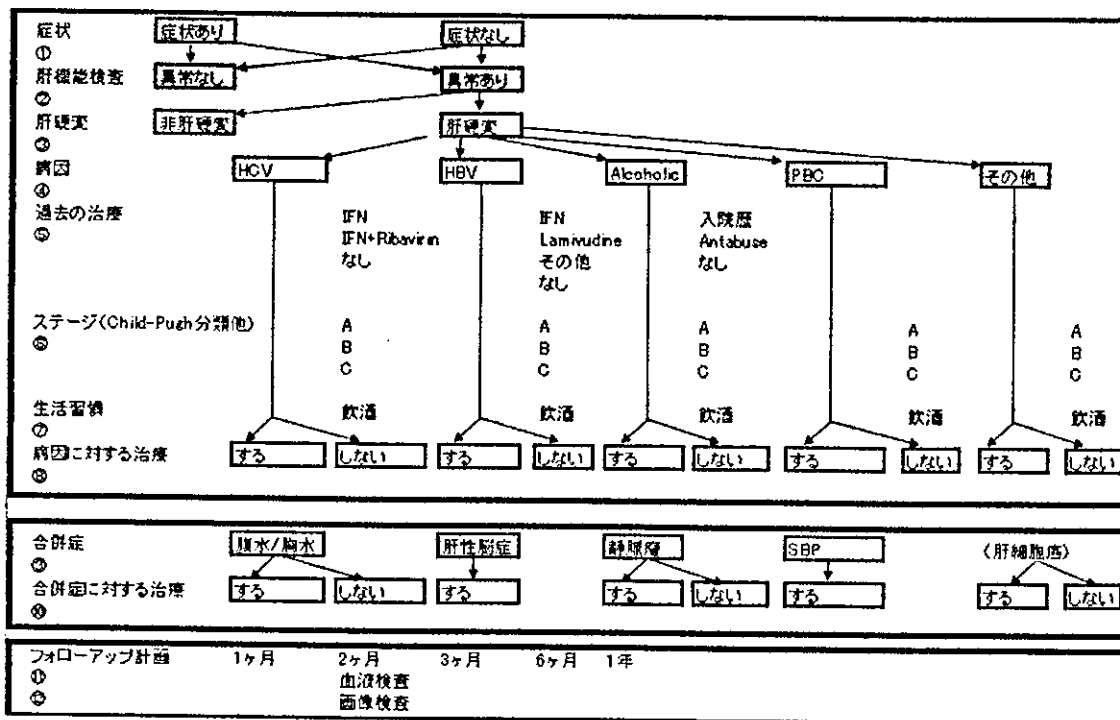 症状 症状あり 症状なし
①
肝機能検査 異常なし 異常あり
②
肝硬変 非肝硬変 肝硬変
③
病因 HCV HBV Alcoholic PBC その他
④
過去の治療 IFN IFN 入院歴
⑤ IFN+Ribavirin Lamivudine Antabuse
なし その他 なし
なし
ステージ(Child-Pugh分類他) A A A A A
⑥ B B B B B
C C C C C
生活習慣 飲酒 飲酒 飲酒 飲酒 飲酒
⑦
病因に対する治療 する しない する しない する しない する しない する しない
⑧
合併症 腹水/胸水 肝性脳症 静脈瘤 SBP (肝細胞癌)
⑨
合併症に対する治療 する しない する する しない する する しない
⑩
フォローアップ計画 1ヶ月 2ヶ月 3ヶ月 6ヶ月 1年
⑪ 血液検査
⑫ 画像検査